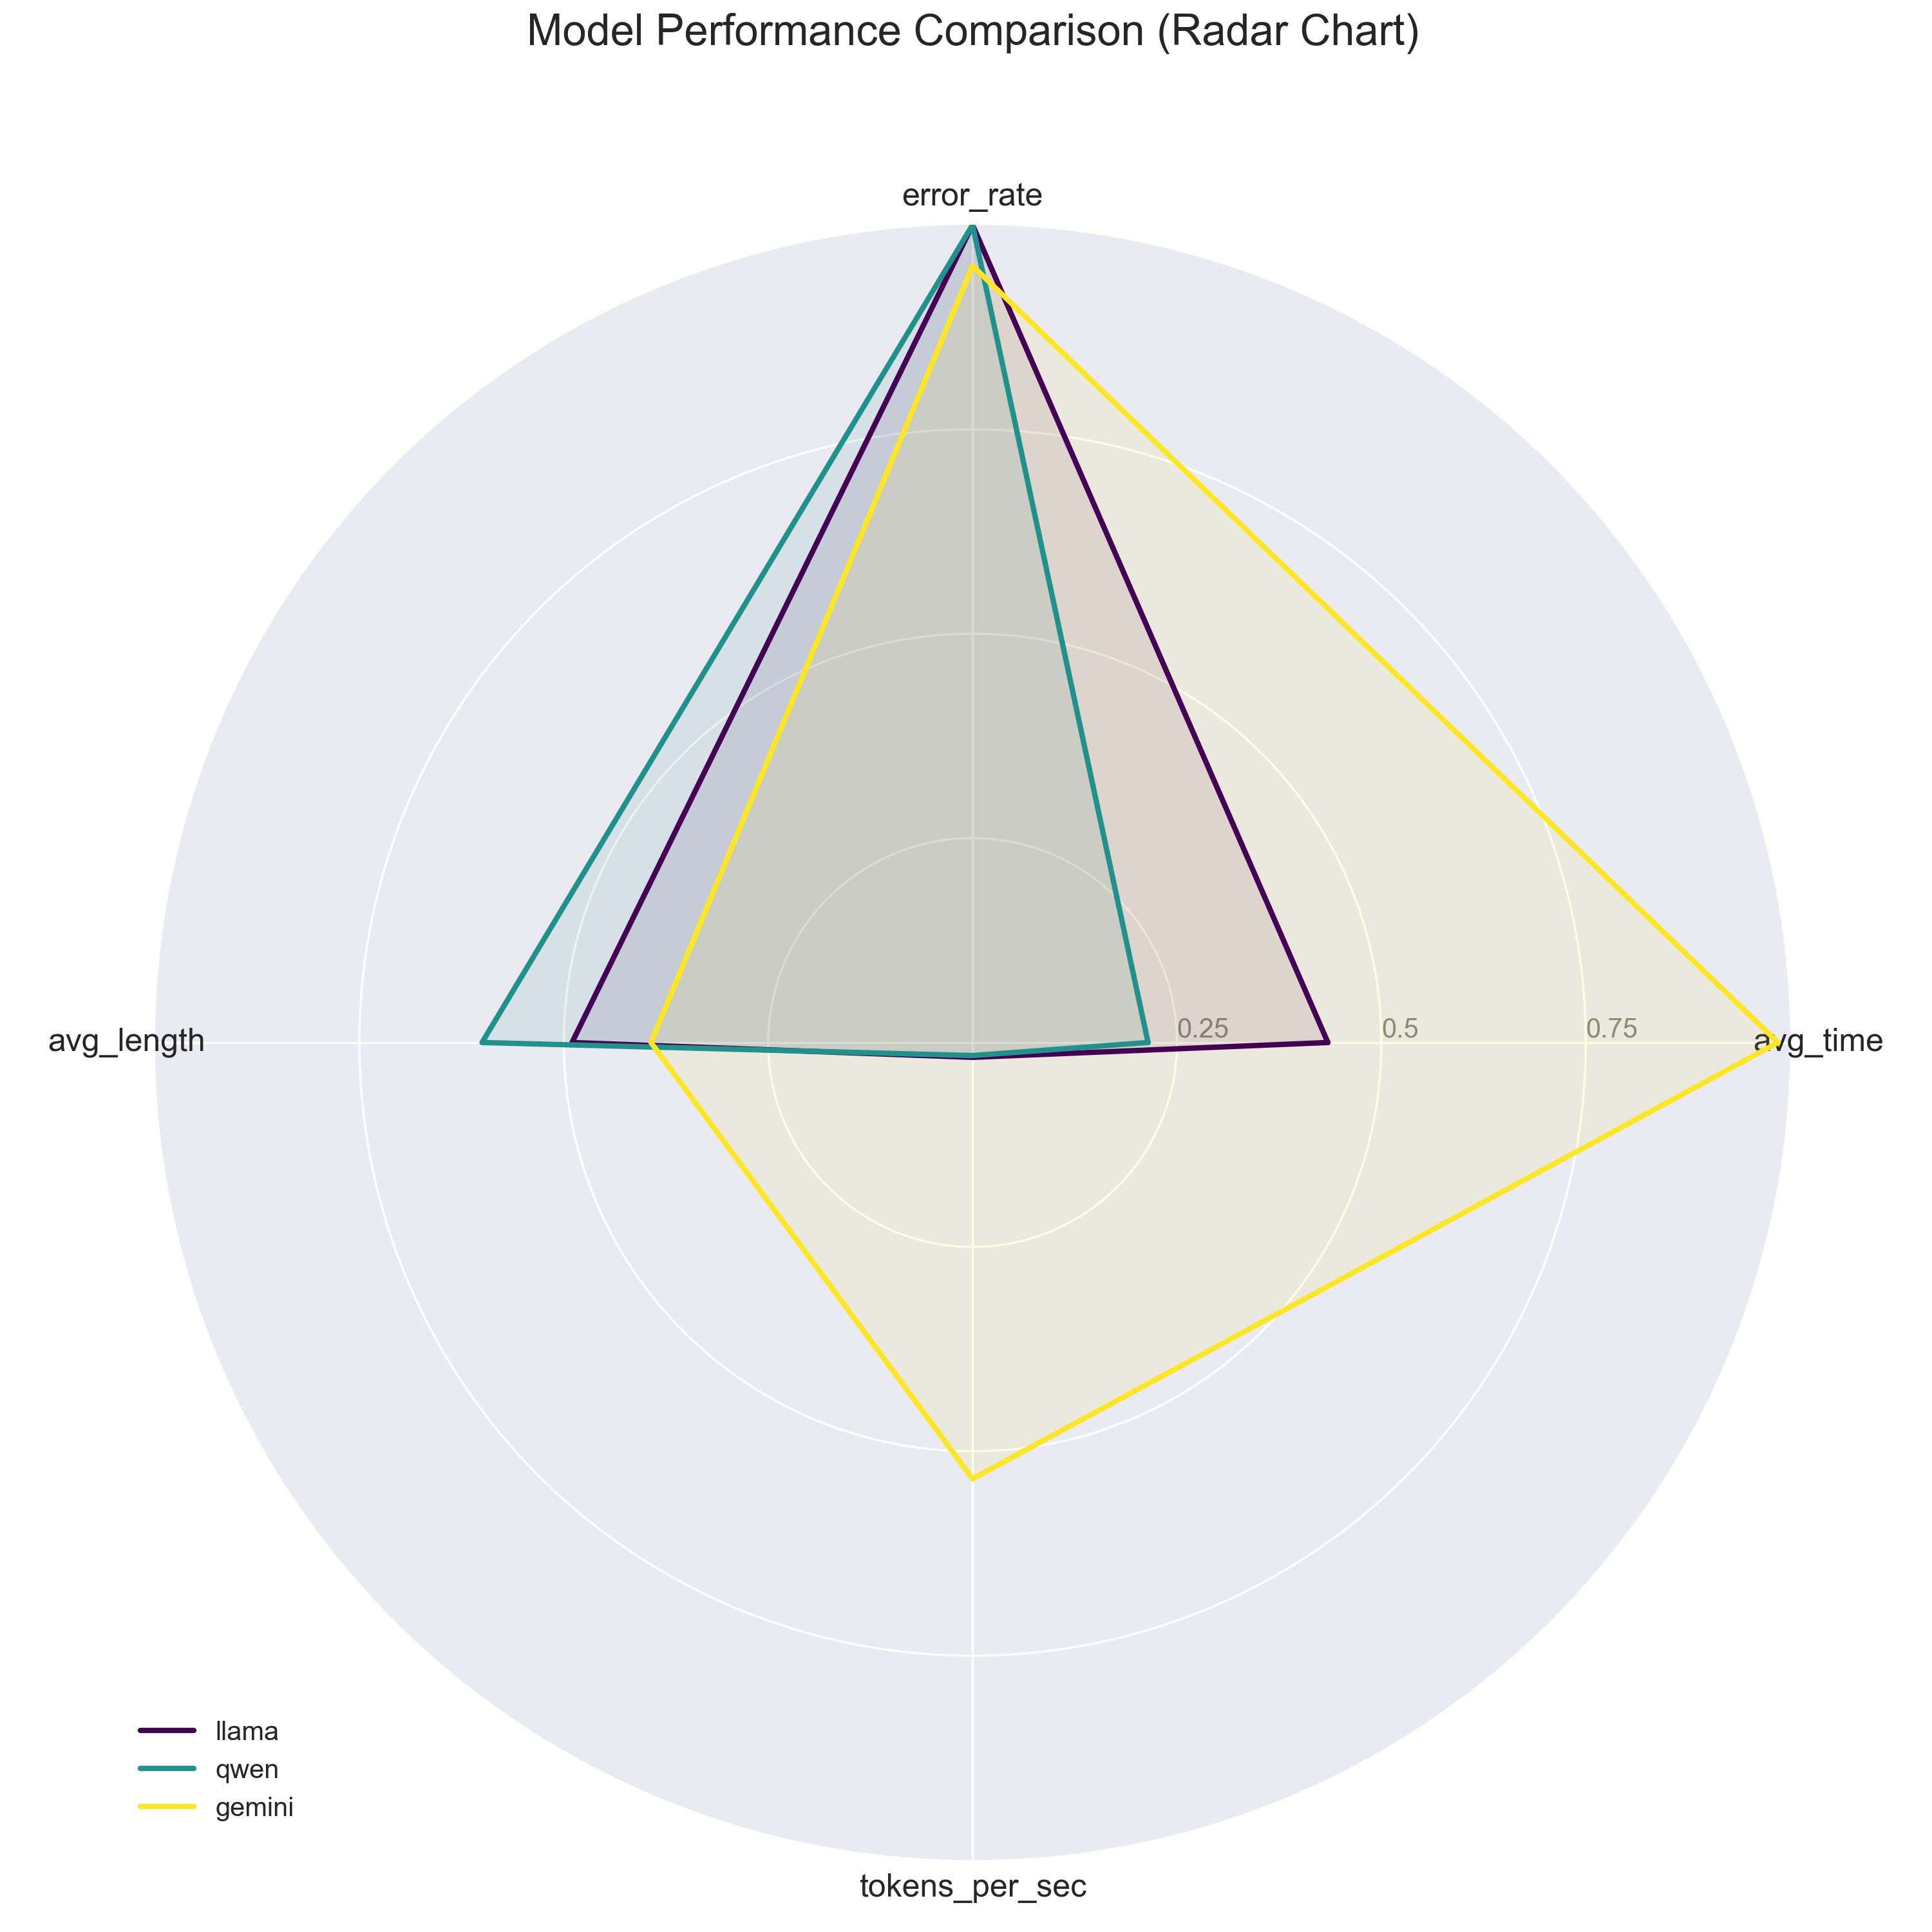 Model Performance Comparison (Radar Chart)
error_rate
avg_length
0.25
0.5
0.75
avg_time
llama
qwen
gemini
tokens_per_sec